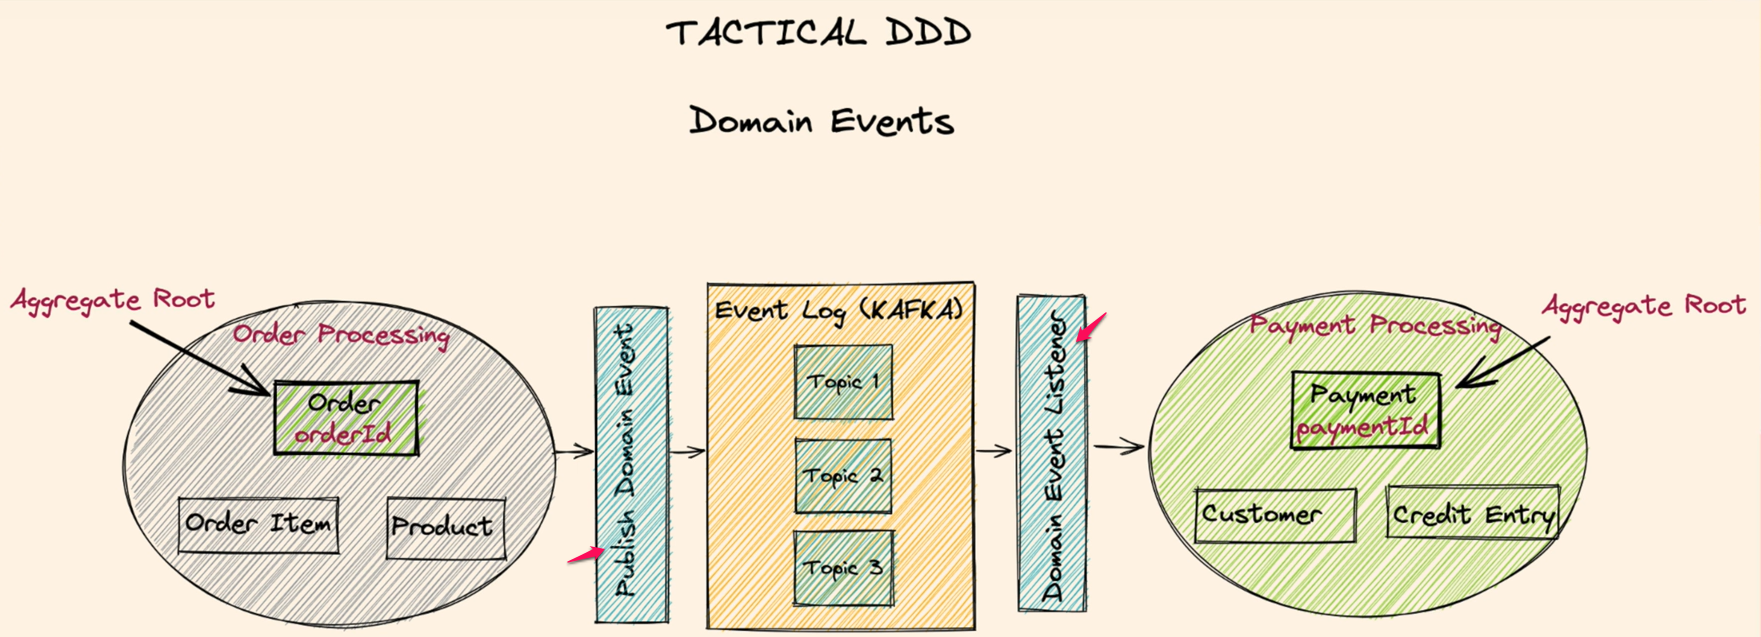 TACTICAL DDD
Domain Events
Aggregate Root
Order Processing
Order
orderId
Order Item
Product
Publish Domain Event
Event Log (KAFKA)
Topic 1
Topic 2
Topic 3
Domain Event Listener
Payment Processing
Aggregate Root
Payment
paymentId
Customer
Credit Entry